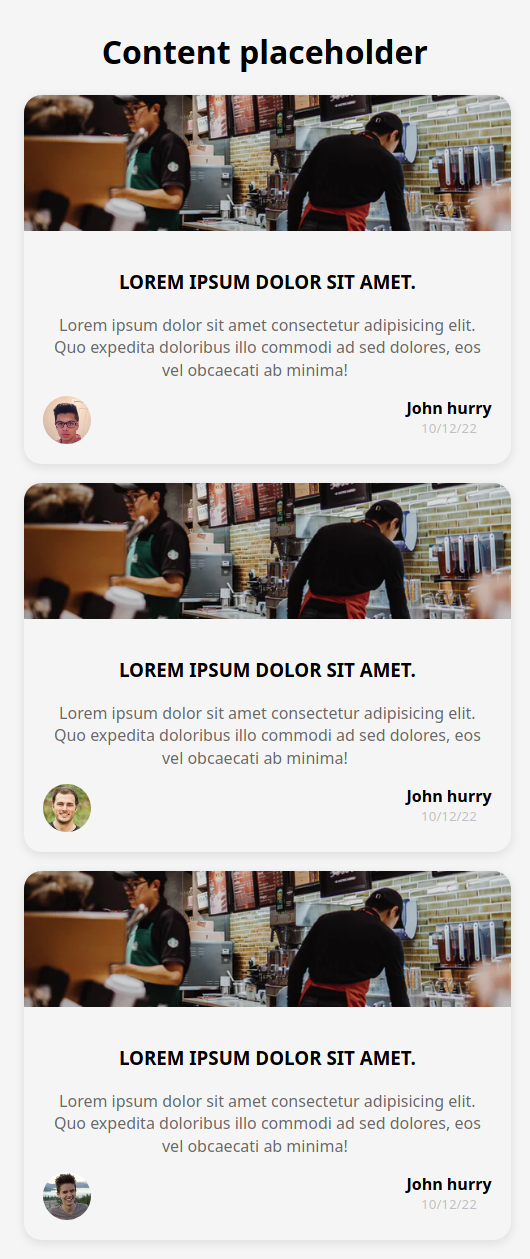 Content placeholder
LOREM IPSUM DOLOR SIT AMET.
Lorem ipsum dolor sit amet consectetur adipisicing elit.
Quo expedita doloribus illo commodi ad sed dolores, eos
vel obcaecati ab minima!
John hurry
10/12/22
LOREM IPSUM DOLOR SIT AMET.
Lorem ipsum dolor sit amet consectetur adipisicing elit.
Quo expedita doloribus illo commodi ad sed dolores, eos
vel obcaecati ab minima!
John hurry
10/12/22
LOREM IPSUM DOLOR SIT AMET.
Lorem ipsum dolor sit amet consectetur adipisicing elit.
Quo expedita doloribus illo commodi ad sed dolores, eos
vel obcaecati ab minima!
John hurry
10/12/22